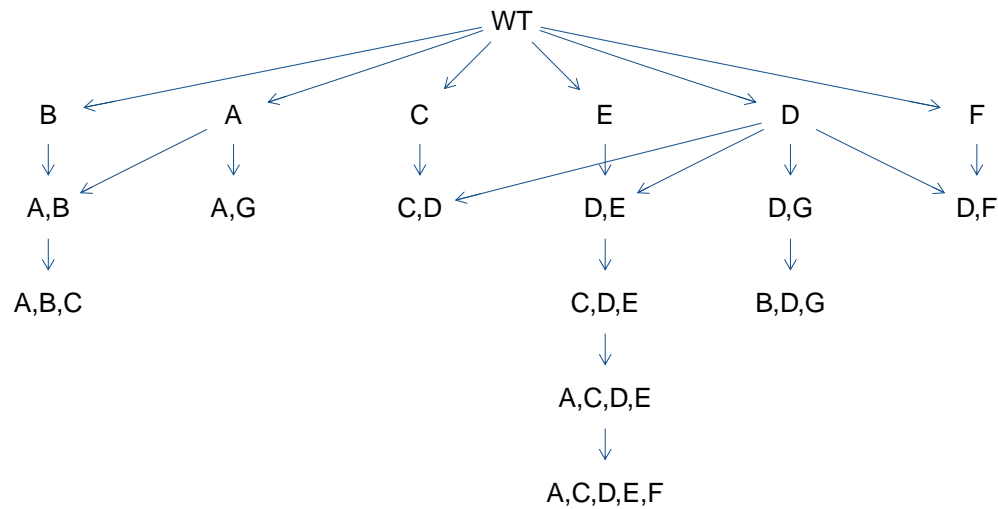 WT
B A C E D F
A,B A,G C,D D,E D,G D,F
A,B,C C,D,E B,D,G
A,C,D,E
A,C,D,E,F